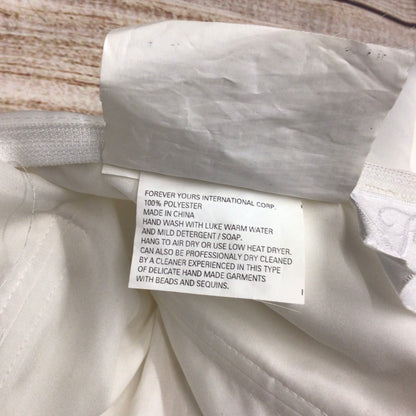 FOREVER YOURS INTERNATIONAL CORP.
100% POLYESTER
MADE IN CHINA
HAND WASH WITH LUKE WARM WATER
AND MILD DETERGENT / SOAP.
HANG TO AIR DRY OR USE LOW HEAT DRYER.
CAN ALSO BE PROFESSIONALY DRY CLEANED
BY A CLEANER EXPERIENCED IN THIS TYPE
OF DELICATE HAND MADE GARMENTS
WITH BEADS AND SEQUINS.